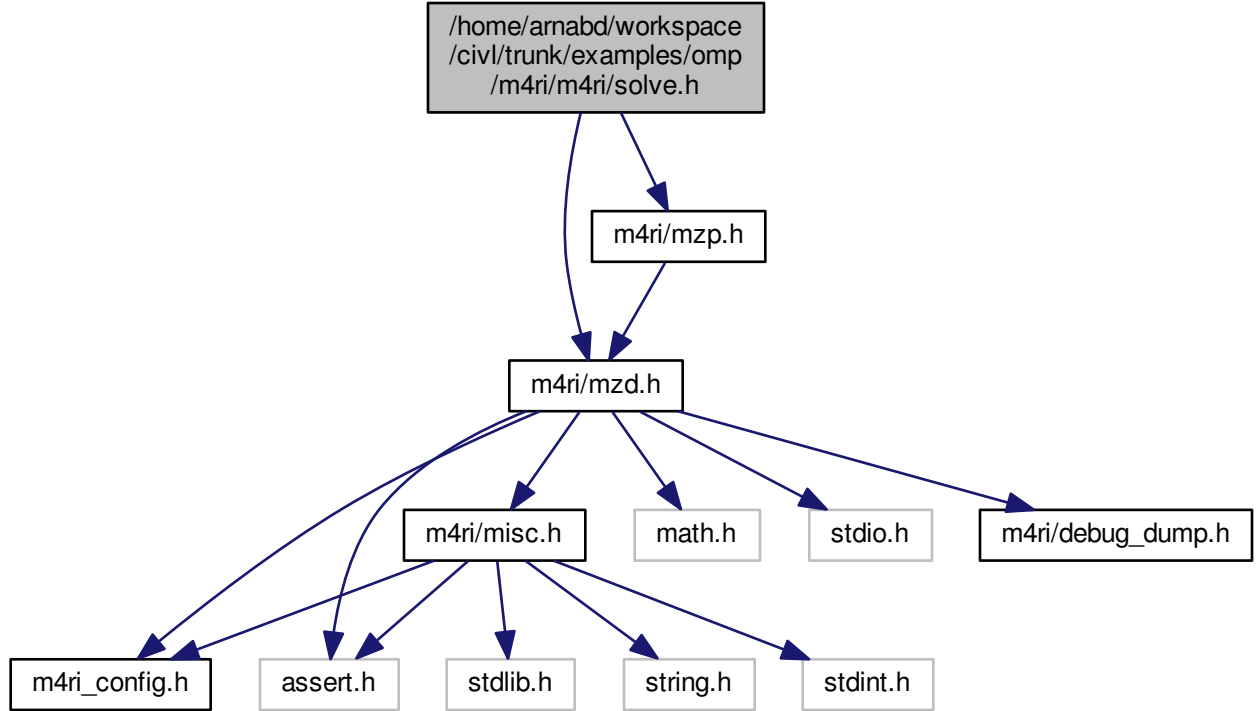 /home/arnabd/workspace
/civl/trunk/examples/omp
/m4ri/m4ri/solve.h
m4ri/mzp.h
m4ri/mzd.h
m4ri/misc.h
math.h
stdio.h
m4ri/debug_dump.h
m4ri_config.h
assert.h
stdlib.h
string.h
stdint.h